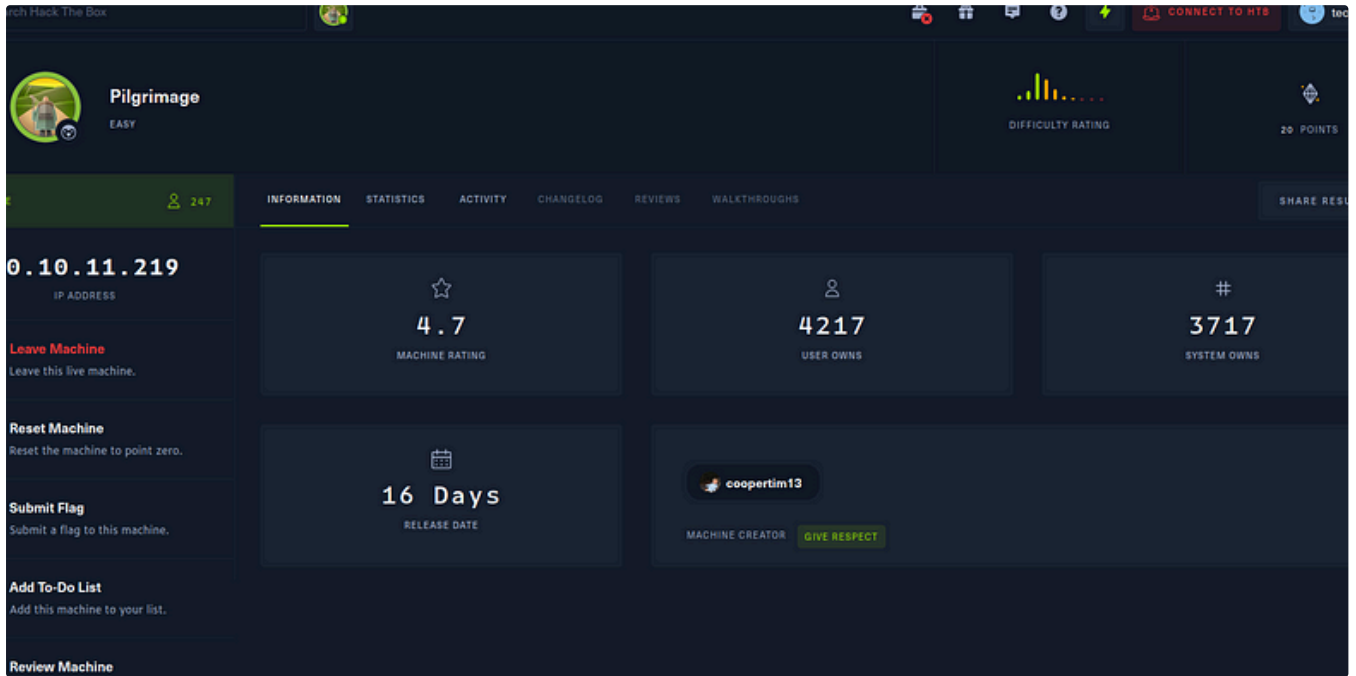 rch Hack The Box
CONNECT TO HTB
tec
Pilgrimage
EASY
DIFFICULTY RATING
20 POINTS
247
INFORMATION STATISTICS ACTIVITY CHANGELOG REVIEWS WALKTHROUGHS
SHARE RESU
0.10.11.219
IP ADDRESS
Leave Machine
Leave this live machine.
Reset Machine
Reset the machine to point zero.
Submit Flag
Submit a flag to this machine.
Add To-Do List
Add this machine to your list.
Review Machine
4.7
MACHINE RATING
4217
USER OWNS
3717
SYSTEM OWNS
16 Days
RELEASE DATE
coopertim13
MACHINE CREATOR GIVE RESPECT